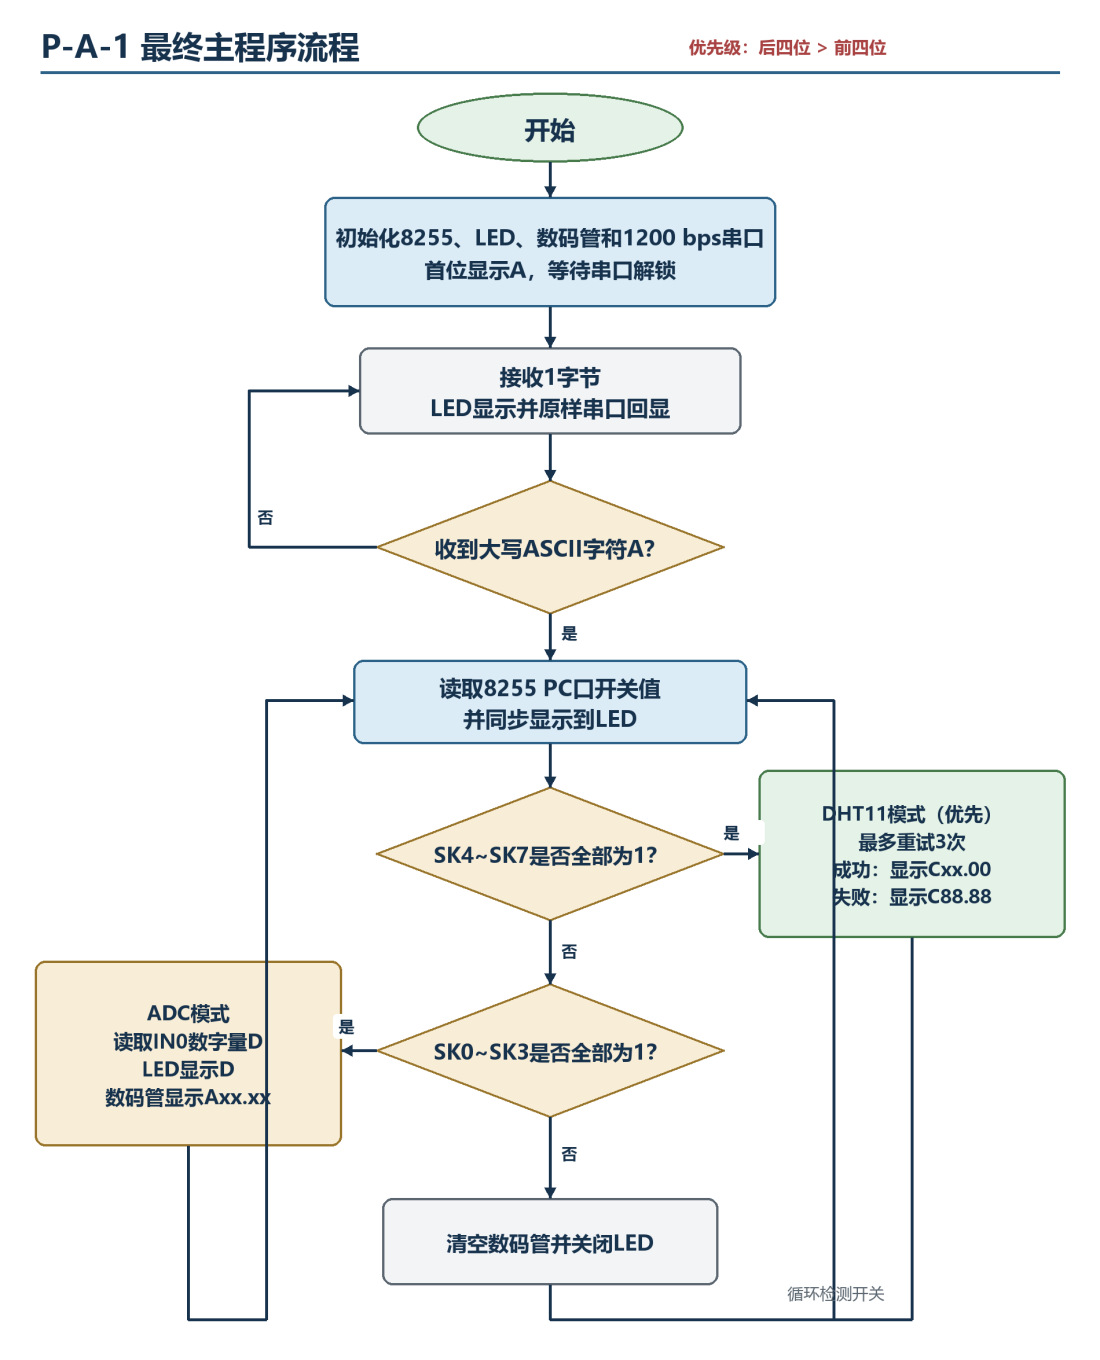 P-A-1 最终主程序流程
优先级：后四位 > 前四位
开始
初始化8255、LED、数码管和1200 bps串口
首位显示A，等待串口解锁
接收1字节
LED显示并原样串口回显
否
收到大写ASCII字符A?
是
读取8255 PC口开关值
并同步显示到LED
SK4~SK7是否全部为1?
是
DHT11模式（优先）
最多重试3次
成功：显示Cxx.00
失败：显示C88.88
否
SK0~SK3是否全部为1?
是
ADC模式
读取IN0数字量D
LED显示D
数码管显示Axx.xx
否
清空数码管并关闭LED
循环检测开关